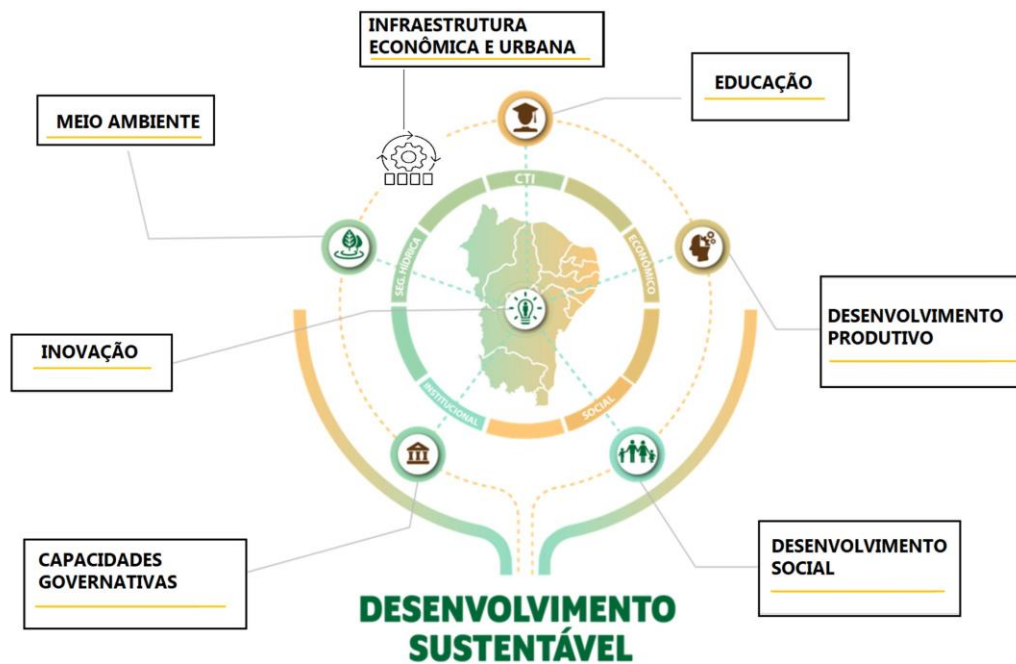 INFRAESTRUTURA
ECONÔMICA E URBANA
EDUCAÇÃO
MEIO AMBIENTE
CTI
SEG. HÍDRICA
ECONÔMICO
DESENVOLVIMENTO
PRODUTIVO
INOVAÇÃO
INSTITUCIONAL
SOCIAL
CAPACIDADES
GOVERNATIVAS
DESENVOLVIMENTO
SOCIAL
DESENVOLVIMENTO
SUSTENTÁVEL